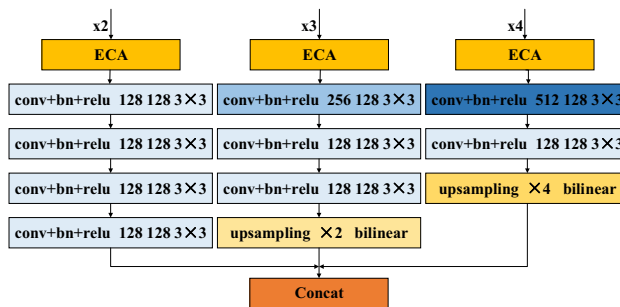 x2 x3 x4
ECA ECA ECA
conv+bn+relu 128 128 3×3 conv+bn+relu 256 128 3×3 conv+bn+relu 512 128 3×3
conv+bn+relu 128 128 3×3 conv+bn+relu 128 128 3×3 conv+bn+relu 128 128 3×3
conv+bn+relu 128 128 3×3 conv+bn+relu 128 128 3×3 upsampling ×4 bilinear
conv+bn+relu 128 128 3×3 upsampling ×2 bilinear
Concat